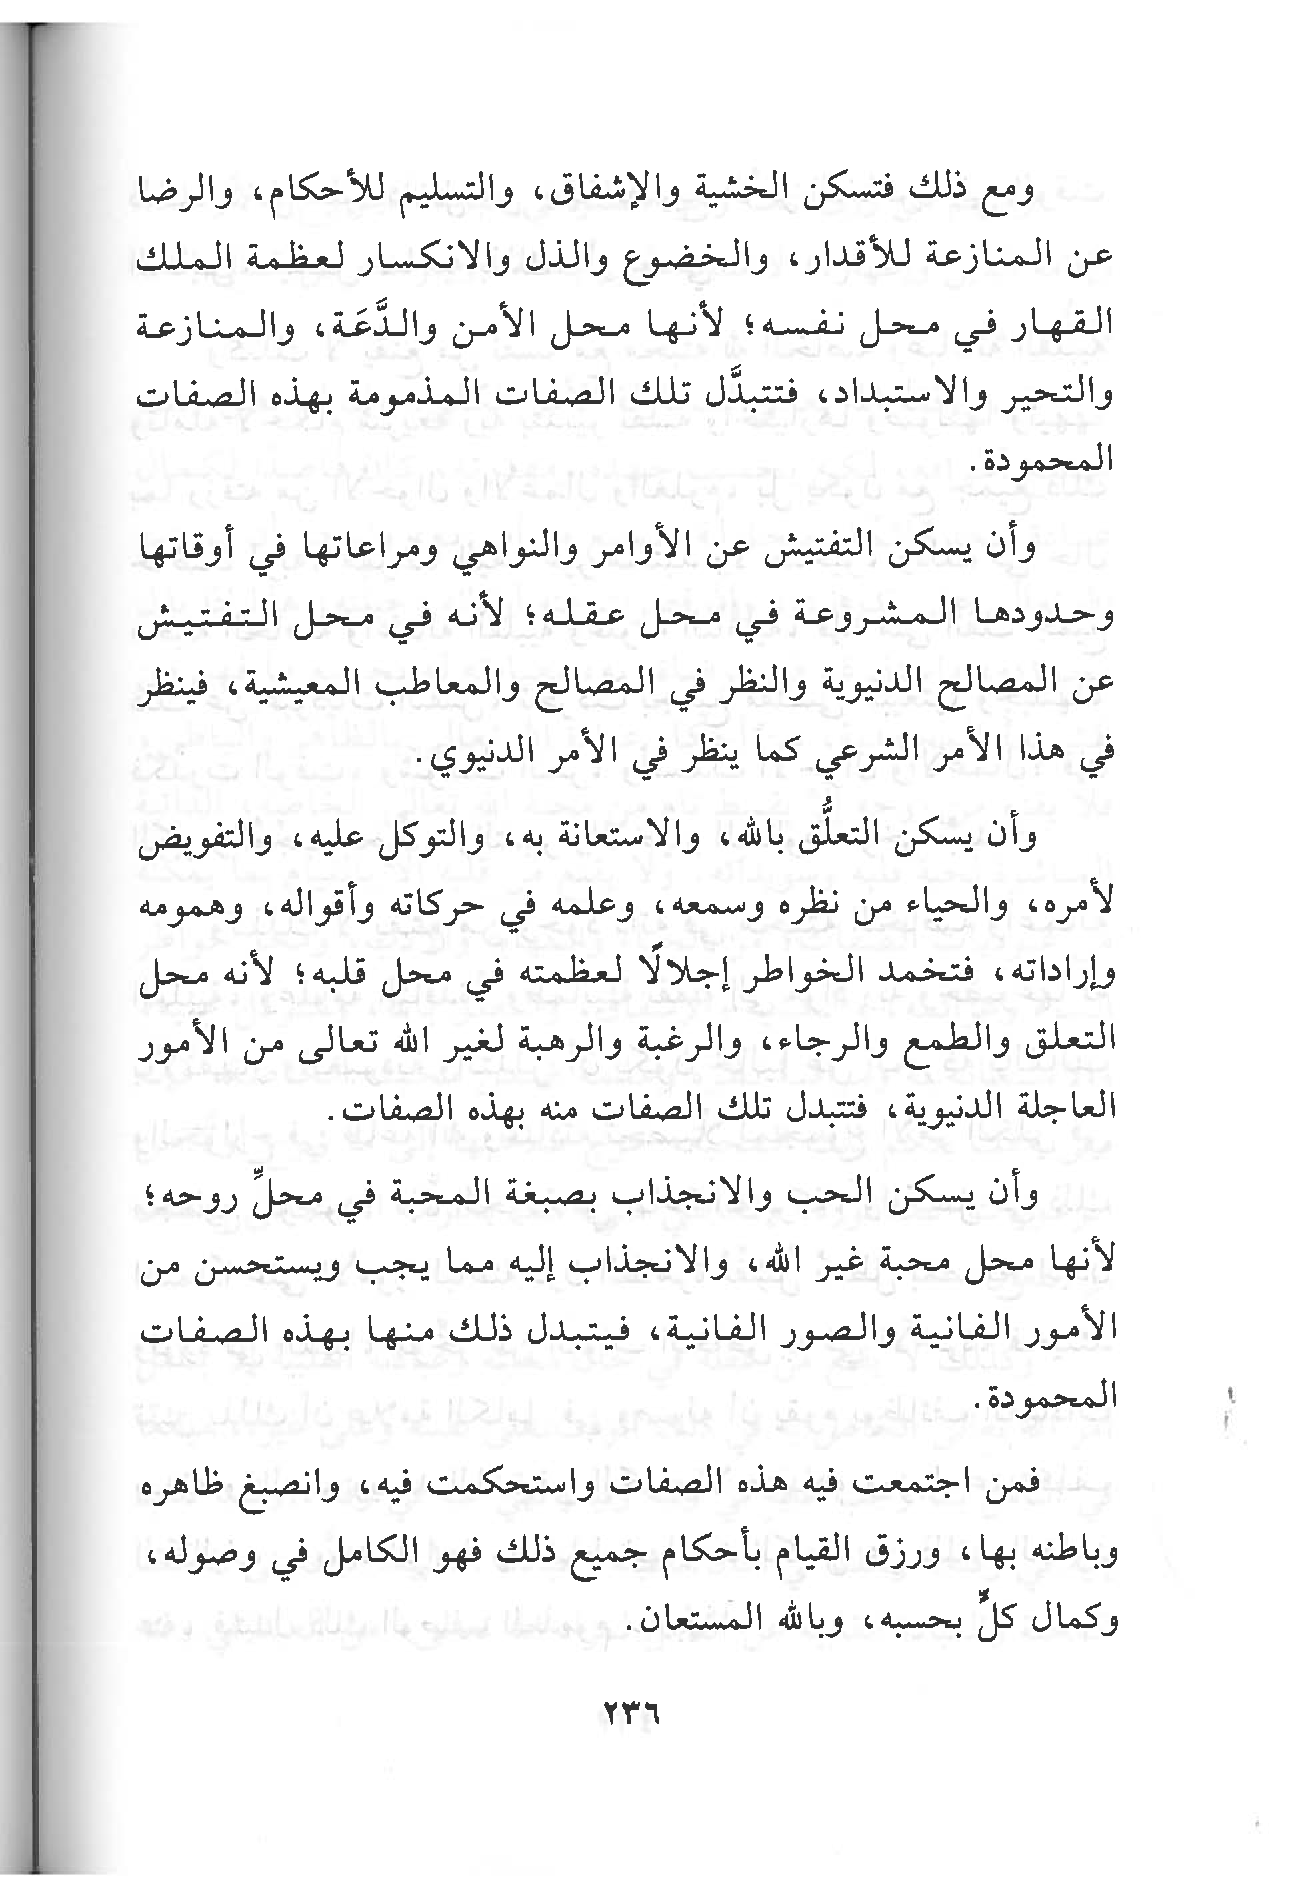 ومع ذلك فتسكن الخشية والإشفاق، والتسليم للأحكام، والرضا
عن المنازعة للأقدار، والخضوع والذل والانكسار لعظمة الملك
القهار في محل نفسه؛ لأنها محل الأمن والدَّعَة، والمنازعة
والتحير والاستبداد، فتتبدَّل تلك الصفات المذمومة بهذه الصفات
المحمودة.
وأن يسكن التفتيش عن الأوامر والنواهي ومراعاتها في أوقاتها
وحدودها المشروعة في محل عقله؛ لأنه في محل التفتيش
عن المصالح الدنيوية والنظر في المصالح والمعاطب المعيشية، فينظر
في هذا الأمر الشرعي كما ينظر في الأمر الدنيوي.
وأن يسكن التعلُّق بالله، والاستعانة به، والتوكل عليه، والتفويض
لأمره، والحياء من نظره وسمعه، وعلمه في حركاته وأقواله، وهمومه
وإراداته، فتخمد الخواطر إجلالًا لعظمته في محل قلبه؛ لأنه محل
التعلق والطمع والرجاء، والرغبة والرهبة لغير الله تعالى من الأمور
العاجلة الدنيوية، فتتبدل تلك الصفات منه بهذه الصفات.
وأن يسكن الحب والانجذاب بصبغة المحبة في محلِّ روحه؛
لأنها محل محبة غير الله، والانجذاب إليه مما يجب ويستحسن من
الأمور الفانية والصور الفانية، فيتبدل ذلك منها بهذه الصفات
المحمودة.
فمن اجتمعت فيه هذه الصفات واستحكمت فيه، وانصبغ ظاهره
وباطنه بها، ورزق القيام بأحكام جميع ذلك فهو الكامل في وصوله،
وكمال كلٍّ بحسبه، وبالله المستعان.
٢٣٦